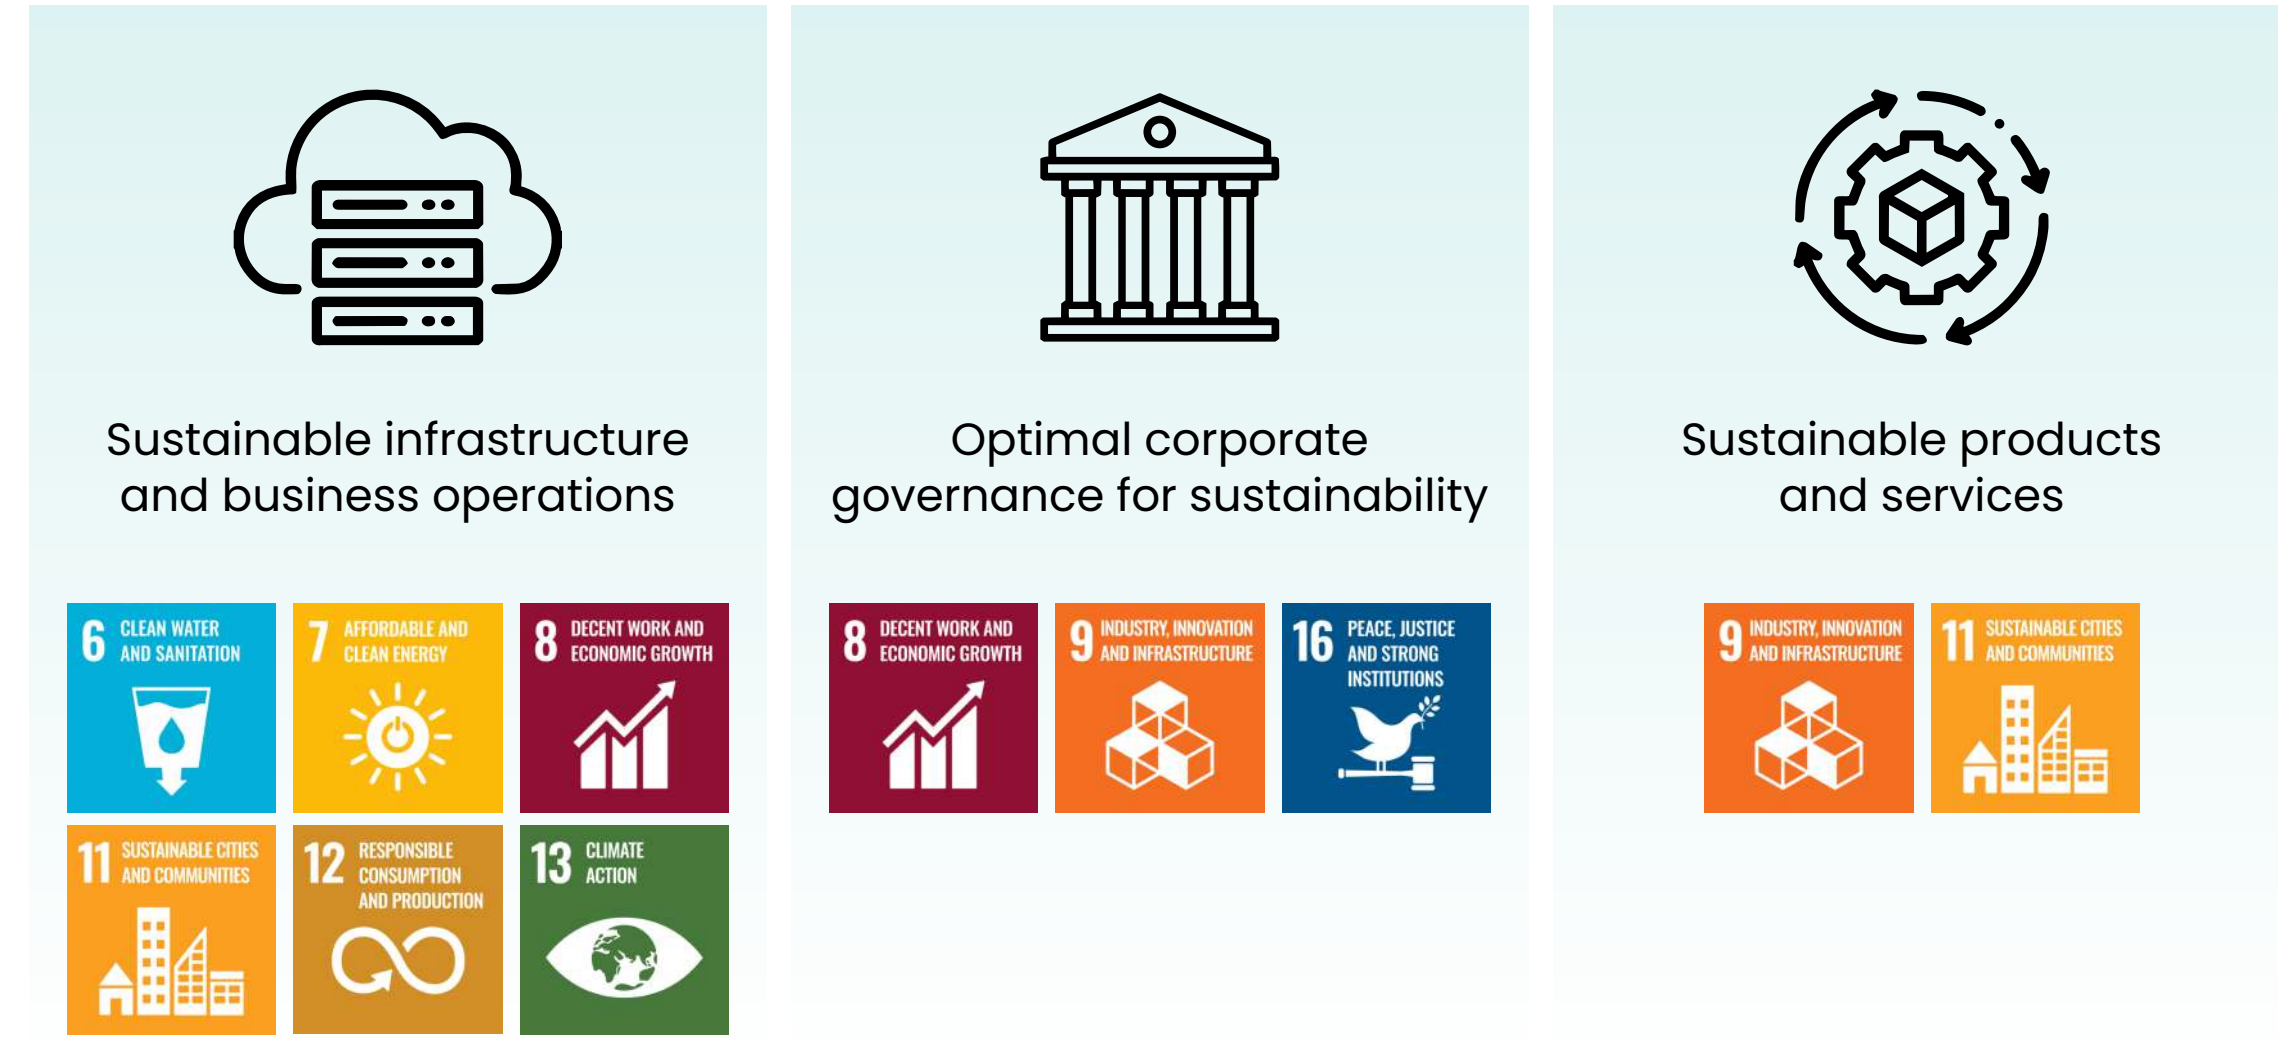 Sustainable infrastructure
and business operations
6 CLEAN WATER
AND SANITATION
7 AFFORDABLE AND
CLEAN ENERGY
8 DECENT WORK AND
ECONOMIC GROWTH
11 SUSTAINABLE CITIES
AND COMMUNITIES
12 RESPONSIBLE
CONSUMPTION
AND PRODUCTION
13 CLIMATE
ACTION
Optimal corporate
governance for sustainability
8 DECENT WORK AND
ECONOMIC GROWTH
9 INDUSTRY, INNOVATION
AND INFRASTRUCTURE
16 PEACE, JUSTICE
AND STRONG
INSTITUTIONS
Sustainable products
and services
9 INDUSTRY, INNOVATION
AND INFRASTRUCTURE
11 SUSTAINABLE CITIES
AND COMMUNITIES